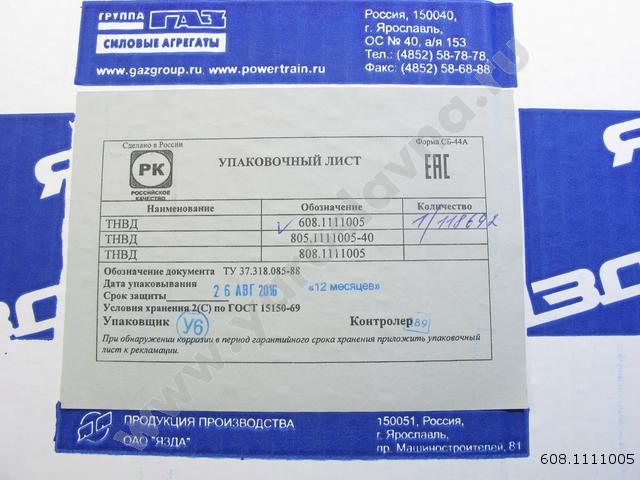 ГРУППА ГАЗ
СИЛОВЫЕ АГРЕГАТЫ
www.gazgroup.ru, www.powertrain.ru
Россия, 150040,
г. Ярославль,
ОС № 40, а/я 153
Тел.: (4852) 58-78-78,
Факс: (4852) 58-68-88
Сделано в России
Форма СБ-44А
РК
РОССИЙСКОЕ
КАЧЕСТВО
УПАКОВОЧНЫЙ ЛИСТ
ЕАС
Наименование Обозначение Количество
ТНВД 608.1111005 1/118692
ТНВД 805.1111005-40
ТНВД 808.1111005
Обозначение документа ТУ 37.318.085-88
Дата упаковывания
Срок защиты 26 АВГ 2016 «12 месяцев»
Условия хранения 2(С) по ГОСТ 15150-69
Упаковщик У6 Контролер 89
При обнаружении коррозии в период гарантийного срока хранения приложить упаковочный
лист к рекламации.
ПРОДУКЦИЯ ПРОИЗВОДСТВА
ОАО "ЯЗДА"
150051, Россия,
г. Ярославль,
пр. Машиностроителей, 81
608.1111005